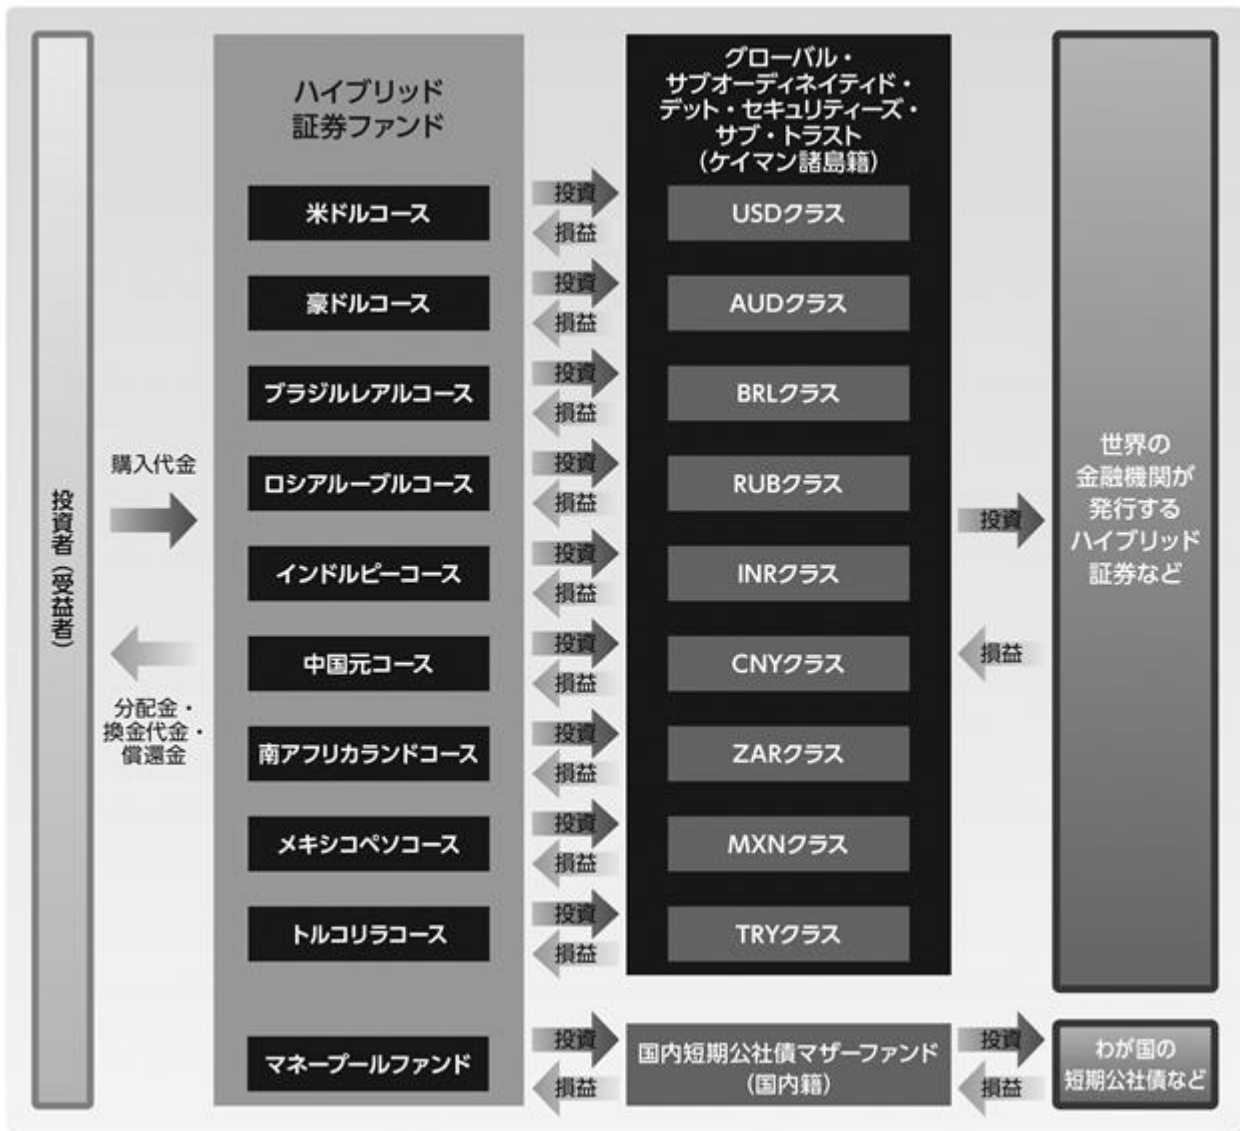 投資者（受益者）
購入代金
分配金・
換金代金・
償還金
ハイブリッド
証券ファンド
グローバル・
サブオーディネイティド・
デット・セキュリティーズ・
サブ・トラスト
（ケイマン諸島籍）
米ドルコース
投資
損益
USDクラス
豪ドルコース
投資
損益
AUDクラス
ブラジルレアルコース
投資
損益
BRLクラス
ロシアルーブルコース
投資
損益
RUBクラス
インドルピーコース
投資
損益
INRクラス
中国元コース
投資
損益
CNYクラス
南アフリカランドコース
投資
損益
ZARクラス
メキシコペソコース
投資
損益
MXNクラス
トルコリラコース
投資
損益
TRYクラス
投資
損益
世界の
金融機関が
発行する
ハイブリッド
証券など
マネープールファンド
投資
損益
国内短期公社債マザーファンド
（国内籍）
投資
損益
わが国の
短期公社債など